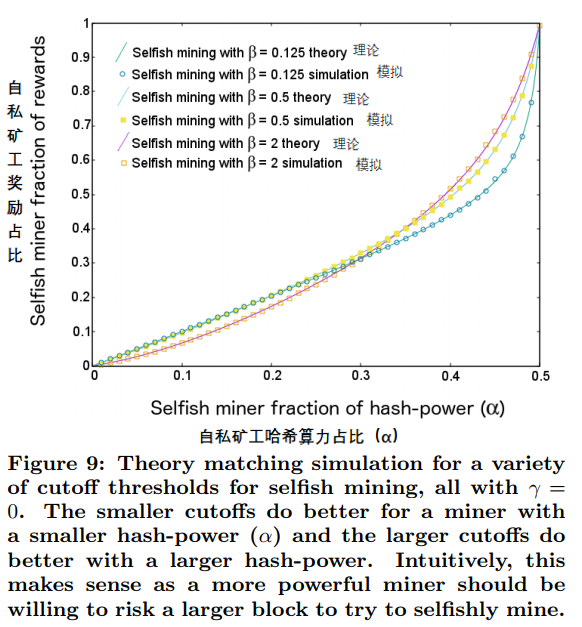 1
0.9
0.8
0.7
0.6
0.5
0.4
0.3
0.2
0.1
0
自私矿工奖励占比
Selfish miner fraction of rewards
Selfish mining with β = 0.125 theory 理论
Selfish mining with β = 0.125 simulation 模拟
Selfish mining with β = 0.5 theory 理论
Selfish mining with β = 0.5 simulation 模拟
Selfish mining with β = 2 theory 理论
Selfish mining with β = 2 simulation 模拟
0 0.1 0.2 0.3 0.4 0.5
Selfish miner fraction of hash-power (α)
自私矿工哈希算力占比（α）
Figure 9: Theory matching simulation for a variety
of cutoff thresholds for selfish mining, all with γ =
0. The smaller cutoffs do better for a miner with
a smaller hash-power (α) and the larger cutoffs do
better with a larger hash-power. Intuitively, this
makes sense as a more powerful miner should be
willing to risk a larger block to try to selfishly mine.